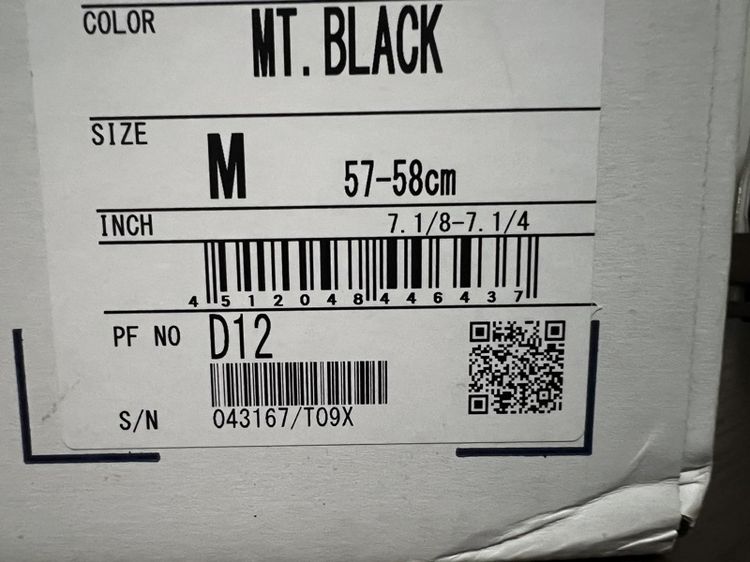 COLOR MT. BLACK
SIZE M 57-58cm
INCH 7.1/8-7.1/4
4 512048 446437
PF NO D12
S/N 043167/T09X